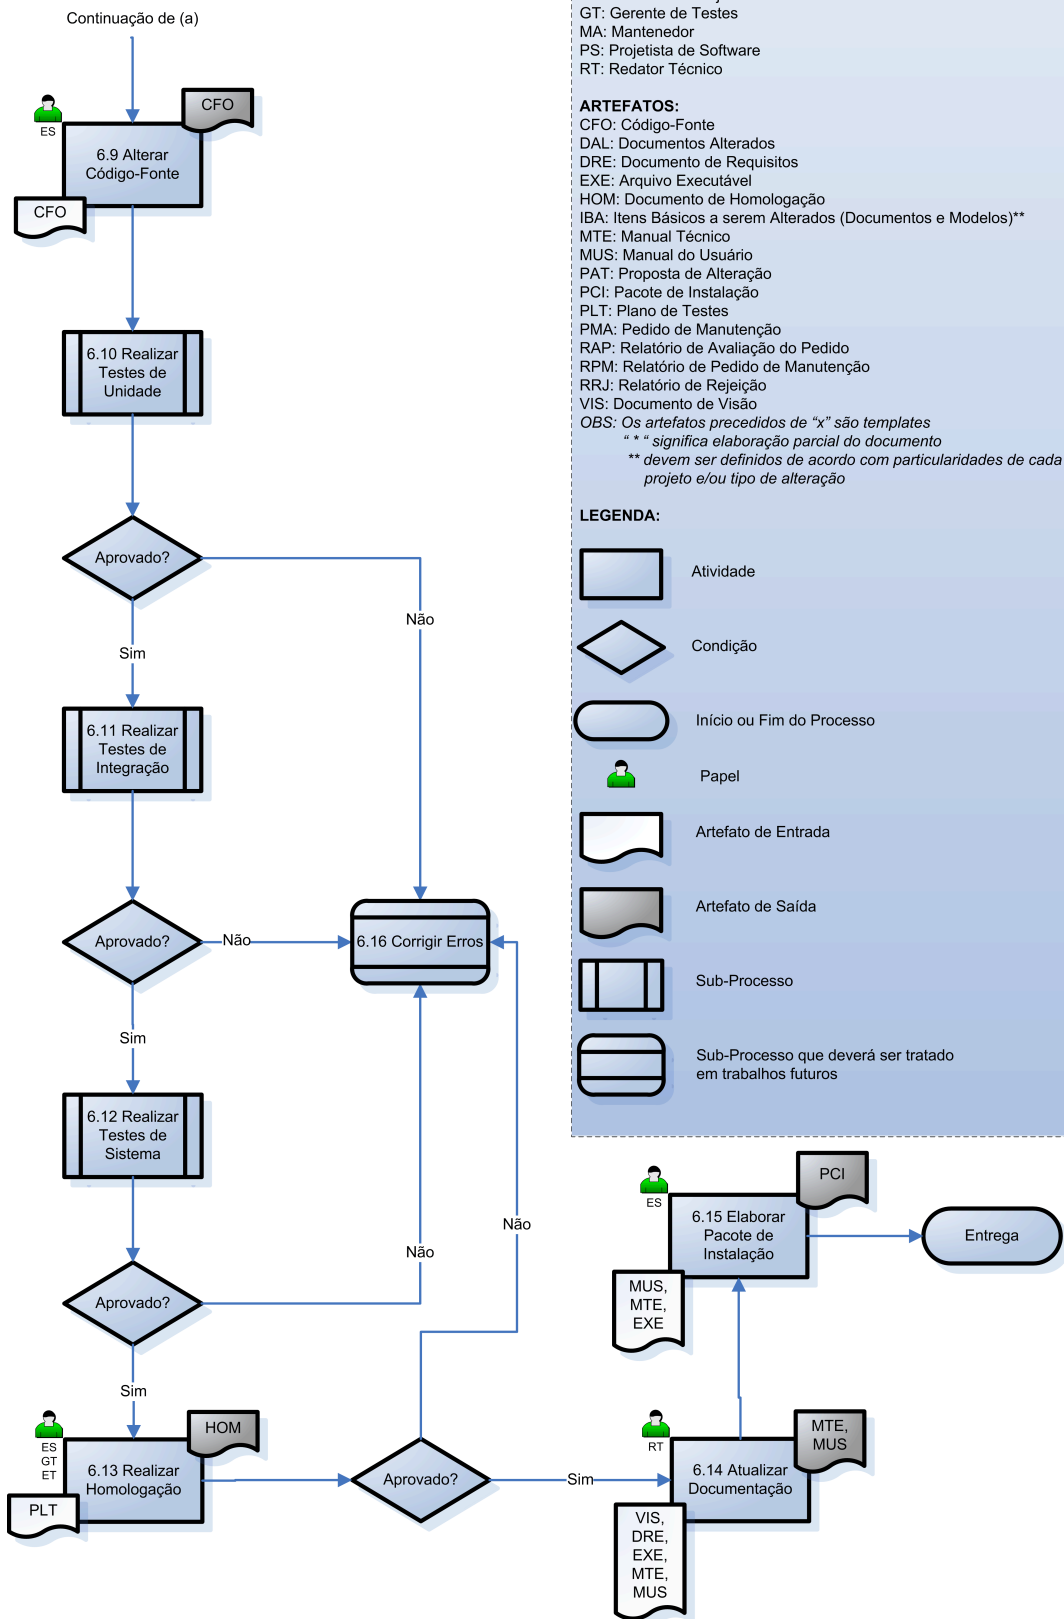 Continuação de (a)
ES
CFO
6.9 Alterar
Código-Fonte
CFO
6.10 Realizar
Testes de
Unidade
Aprovado?
Não
Sim
6.11 Realizar
Testes de
Integração
Aprovado?
Não
6.16 Corrigir Erros
Sim
6.12 Realizar
Testes de
Sistema
Não
Não
Aprovado?
Sim
ES
GT
ET
HOM
6.13 Realizar
Homologação
PLT
Aprovado?
Sim
RT
MTE,
MUS
6.14 Atualizar
Documentação
VIS,
DRE,
EXE,
MTE,
MUS
ES
PCI
6.15 Elaborar
Pacote de
Instalação
MUS,
MTE,
EXE
Entrega
GT: Gerente de Testes
MA: Mantenedor
PS: Projetista de Software
RT: Redator Técnico
ARTEFATOS:
CFO: Código-Fonte
DAL: Documentos Alterados
DRE: Documento de Requisitos
EXE: Arquivo Executável
HOM: Documento de Homologação
IBA: Itens Básicos a serem Alterados (Documentos e Modelos)**
MTE: Manual Técnico
MUS: Manual do Usuário
PAT: Proposta de Alteração
PCI: Pacote de Instalação
PLT: Plano de Testes
PMA: Pedido de Manutenção
RAP: Relatório de Avaliação do Pedido
RPM: Relatório de Pedido de Manutenção
RRJ: Relatório de Rejeição
VIS: Documento de Visão
OBS: Os artefatos precedidos de “x” são templates
“ * “ significa elaboração parcial do documento
** devem ser definidos de acordo com particularidades de cada
projeto e/ou tipo de alteração
LEGENDA:
Atividade
Condição
Início ou Fim do Processo
Papel
Artefato de Entrada
Artefato de Saída
Sub-Processo
Sub-Processo que deverá ser tratado
em trabalhos futuros